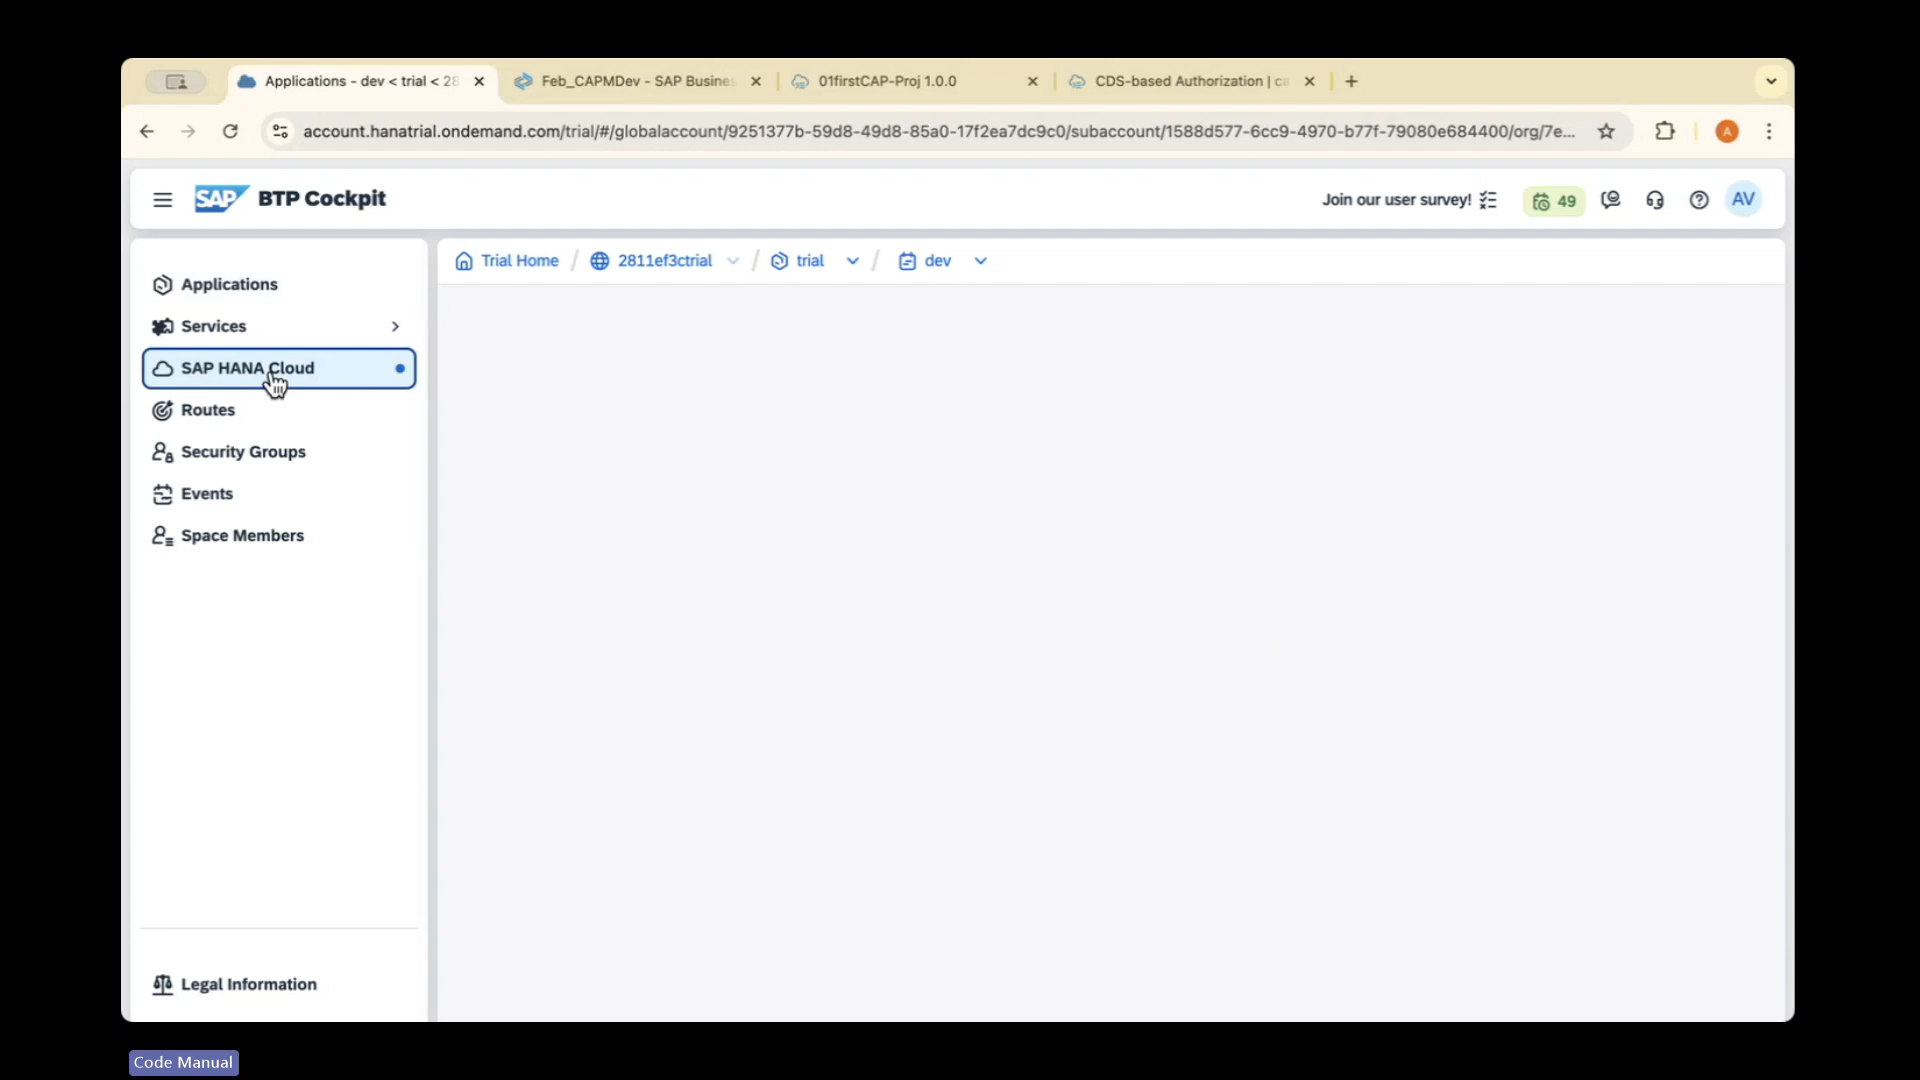 Applications - dev < trial < 28
Feb_CAPMDev - SAP Busine
01firstCAP-Proj 1.0.0
CDS-based Authorization | ca
account.hanatrial.ondemand.com/trial/#/globalaccount/9251377b-59d8-49d8-85a0-17f2ea7dc9c0/subaccount/1588d577-6cc9-4970-b77f-79080e684400/org/7e...
A
SAP BTP Cockpit
Join our user survey!
49
AV
Trial Home / 2811ef3ctrial / trial / dev
Applications
Services
SAP HANA Cloud
Routes
Security Groups
Events
Space Members
Legal Information
Code Manual